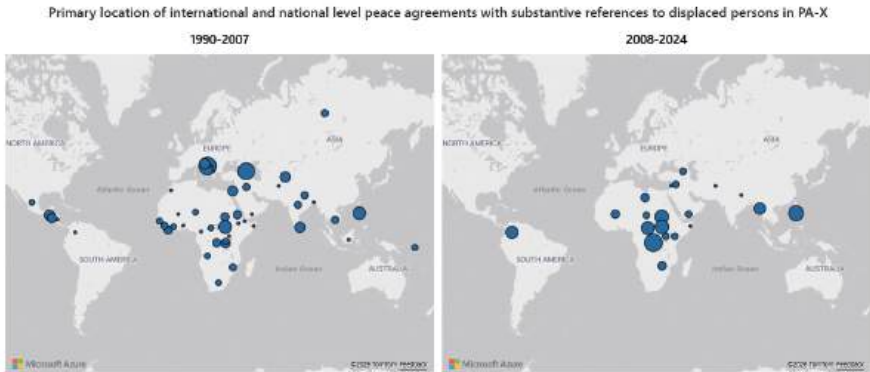 Primary location of international and national level peace agreements with substantive references to displaced persons in PA-X
1990-2007
NORTH AMERICA
EUROPE
ASIA
Atlantic Ocean
SOUTH AMERICA
Indian Ocean
AUSTRALIA
Microsoft Azure
Feedback
2008-2024
NORTH AMERICA
EUROPE
ASIA
Atlantic Ocean
SOUTH AMERICA
Indian Ocean
AUSTRALIA
Microsoft Azure
Feedback